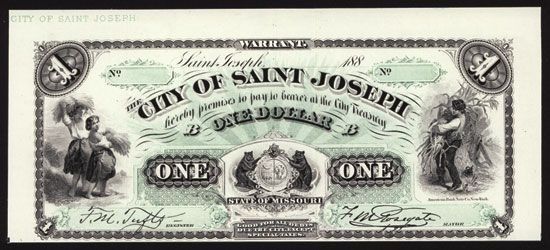 CITY OF SAINT JOSEPH
WARRANT.
Saint Joseph, 188
No No
1 1
THE CITY OF SAINT JOSEPH
hereby promises to pay to bearer at the City Treasury
B ONE DOLLAR B
ONE ONE
STATE OF MISSOURI
American Bank Note Co. New York.
REGISTER MAYOR
GOOD FOR ALL DUES
DUE THE CITY, EXCEPT
SPECIAL TAXES.
1 1